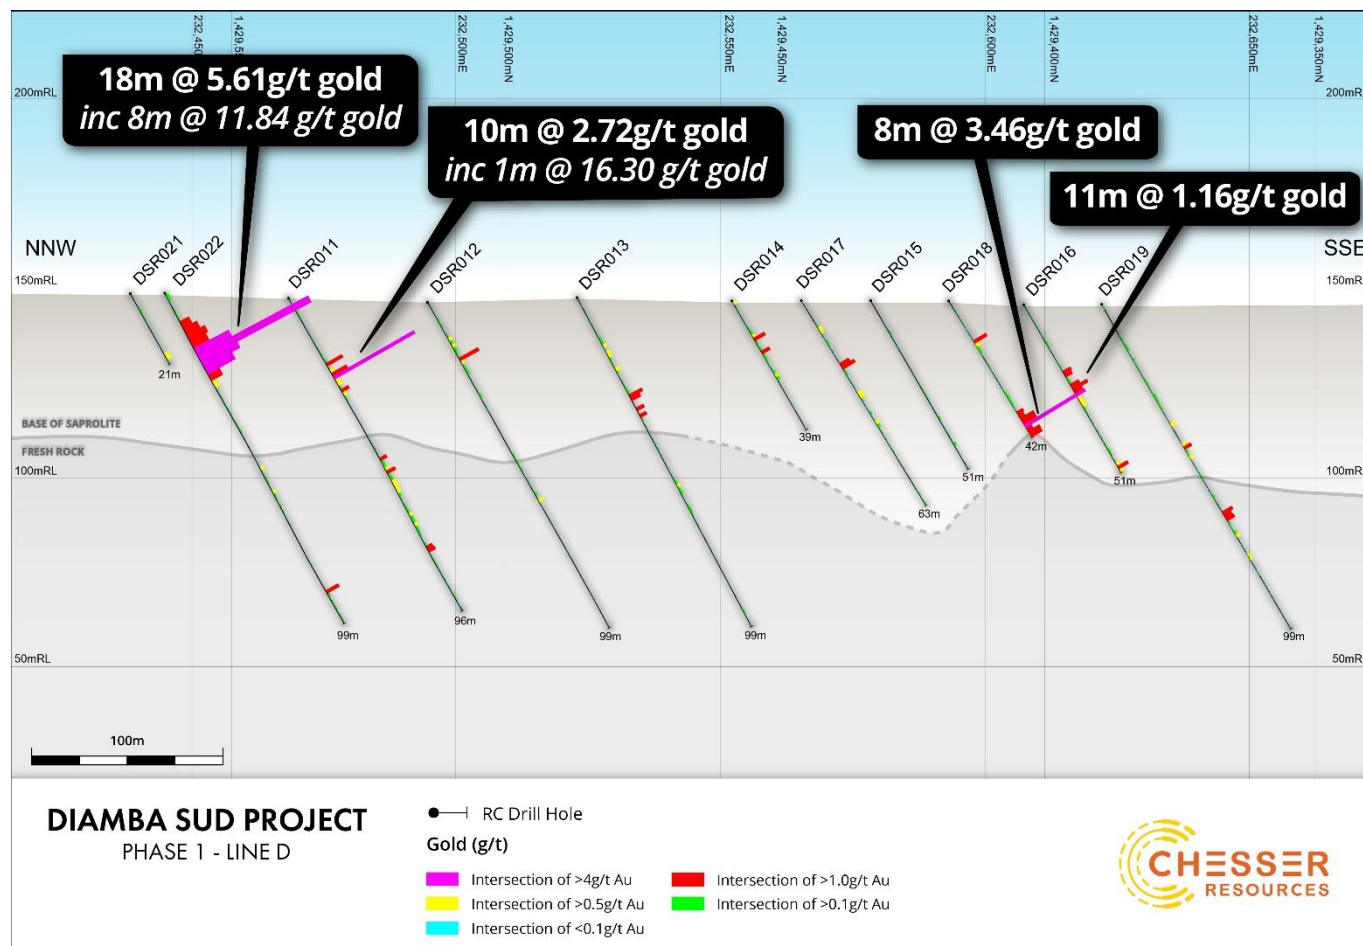 232,450
1,429,5
232,500mE
1,429,500mN
232,550mE
1,429,450mN
232,600mE
1,429,400mN
232,650mE
1,429,350mN
18m @ 5.61g/t gold
inc 8m @ 11.84 g/t gold
10m @ 2.72g/t gold
inc 1m @ 16.30 g/t gold
8m @ 3.46g/t gold
11m @ 1.16g/t gold
200mRL
200mR
NNW
SSE
150mRL
150mR
DSR021
DSR022
DSR011
DSR012
DSR013
DSR014
DSR017
DSR015
DSR018
DSR016
DSR019
21m
BASE OF SAPROLITE
FRESH ROCK
39m
42m
51m
51m
63m
100mRL
100mR
99m
96m
99m
99m
99m
50mRL
50mR
100m
DIAMBA SUD PROJECT
PHASE 1 - LINE D
RC Drill Hole
Gold (g/t)
Intersection of >4g/t Au
Intersection of >1.0g/t Au
Intersection of >0.5g/t Au
Intersection of >0.1g/t Au
Intersection of <0.1g/t Au
CHESSER
RESOURCES